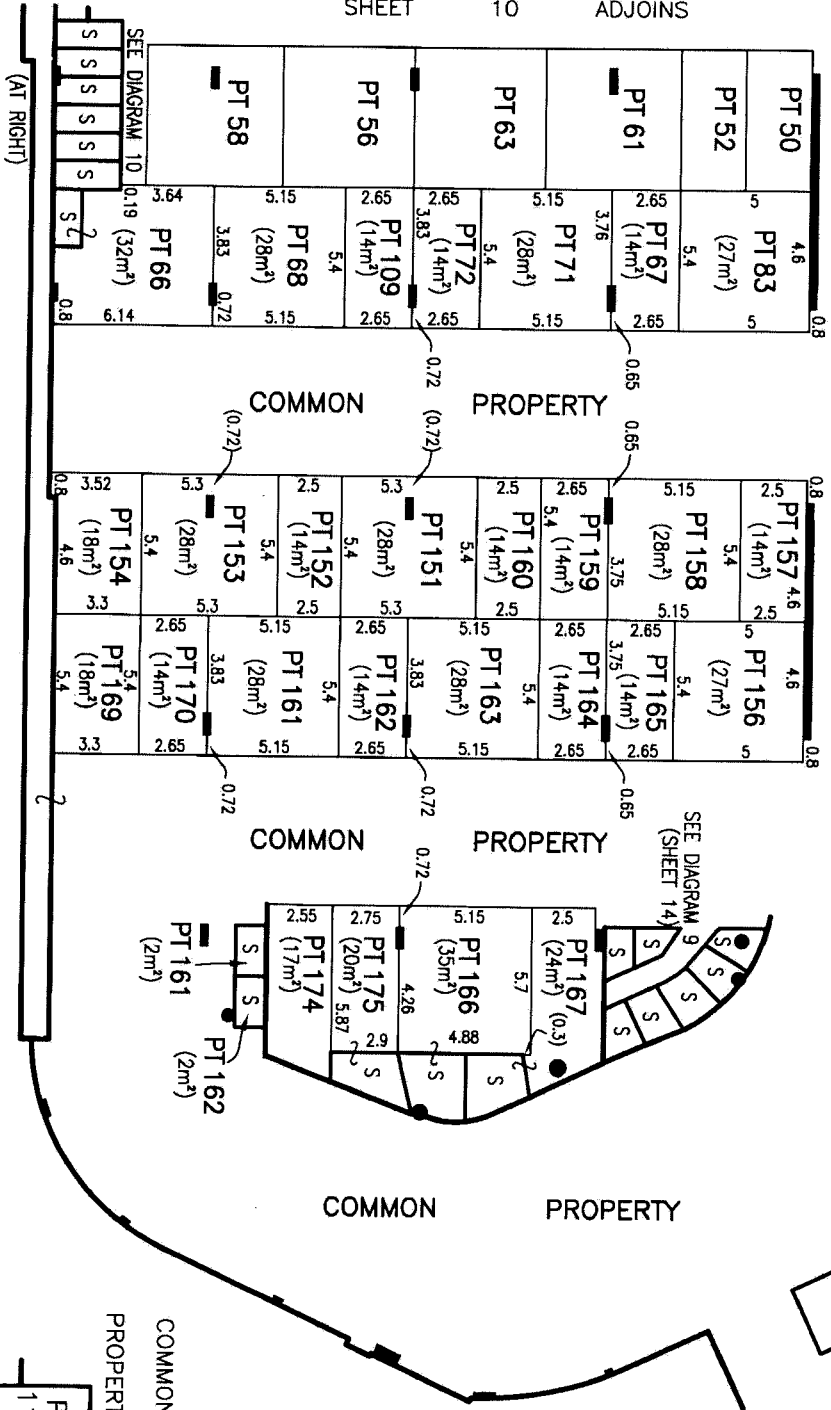 SHEET 10 ADJOINS
SEE DIAGRAM 10
(AT RIGHT)
S
S
S
S
S
S
S
PT 58
PT 56
PT 63
PT 61
PT 52
PT 50
0.19
3.64
5.15
2.65
2.65
5.15
2.65
5
PT 66
(32m²)
3.83
0.72
PT 68
(28m²)
5.4
PT 109
(14m²)
3.83
PT 72
(14m²)
5.4
PT 71
(28m²)
3.76
PT 67
(14m²)
5.4
PT 83
(27m²)
4.6
0.8
6.14
5.15
2.65
2.65
5.15
2.65
5
0.8
0.72
0.65
COMMON PROPERTY
(0.72)
(0.72)
0.65
0.8
3.52
5.3
2.5
5.3
2.5
2.65
5.15
2.5
0.8
PT 154
(18m²)
4.6
5.4
PT 153
(28m²)
5.4
PT 152
(14m²)
5.4
PT 151
(28m²)
5.4
PT 160
(14m²)
5.4
PT 159
(14m²)
3.75
PT 158
(28m²)
5.4
PT 157
(14m²)
4.6
3.3
5.3
2.5
5.3
2.5
5.15
2.5
2.65
5.15
2.65
5.15
2.65
2.65
5
PT 169
(18m²)
5.4
5.4
PT 170
(14m²)
3.83
PT 161
(28m²)
5.4
PT 162
(14m²)
3.83
PT 163
(28m²)
5.4
PT 164
(14m²)
3.75
PT 165
(14m²)
5.4
PT 156
(27m²)
4.6
3.3
2.65
5.15
2.65
5.15
2.65
2.65
5
0.8
0.72
0.72
0.65
COMMON PROPERTY
0.72
SEE DIAGRAM 9
(SHEET 14)
2.55
2.75
5.15
2.5
PT 161
(2m²)
S
S
PT 162
(2m²)
PT 174
(17m²)
PT 175
(20m²)
5.87
2.9
4.26
PT 166
(35m²)
4.88
5.7
PT 167
(24m²)
(0.3)
S
S
S
S
S
S
S
S
S
COMMON PROPERTY
COMMON
PROPERT